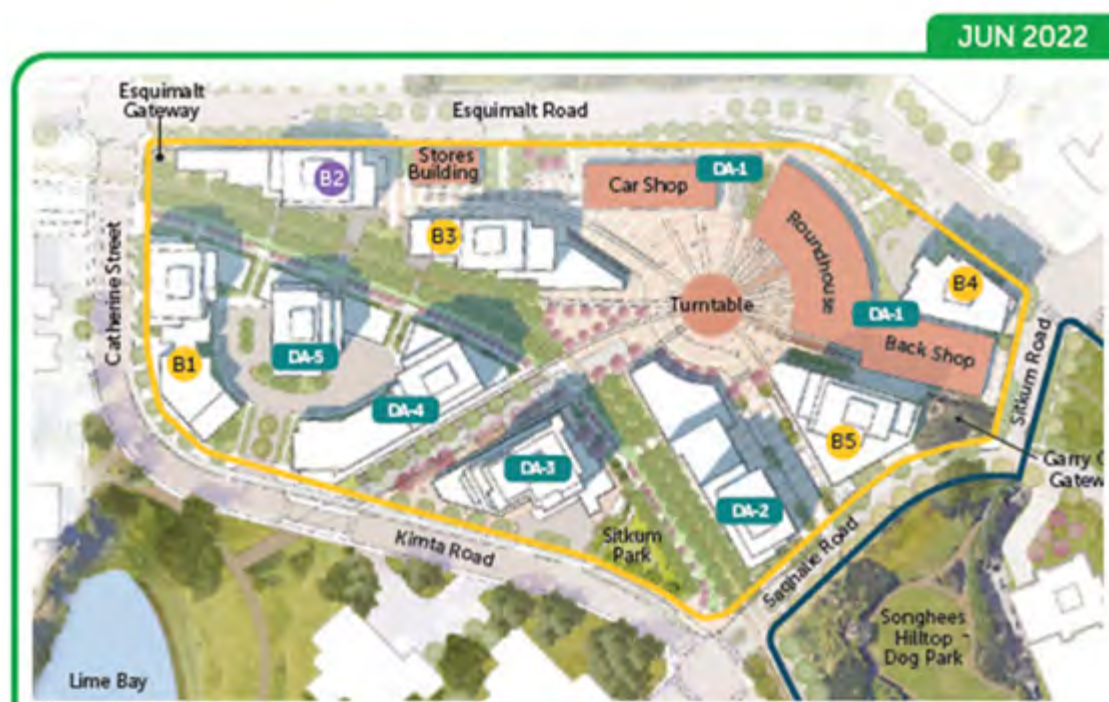 JUN 2022
Esquimalt
Gateway
Esquimalt Road
Stores
Building
B2
Car Shop
DA-1
B3
Roundhouse
B4
Catherine Street
Turntable
DA-1
Back Shop
Sitkum Road
B1
DA-5
DA-4
B5
DA-3
Garry
DA-2
Sitkum
Park
Kimta Road
Saghalie Road
Songhees
Hilltop
Dog Park
Lime Bay